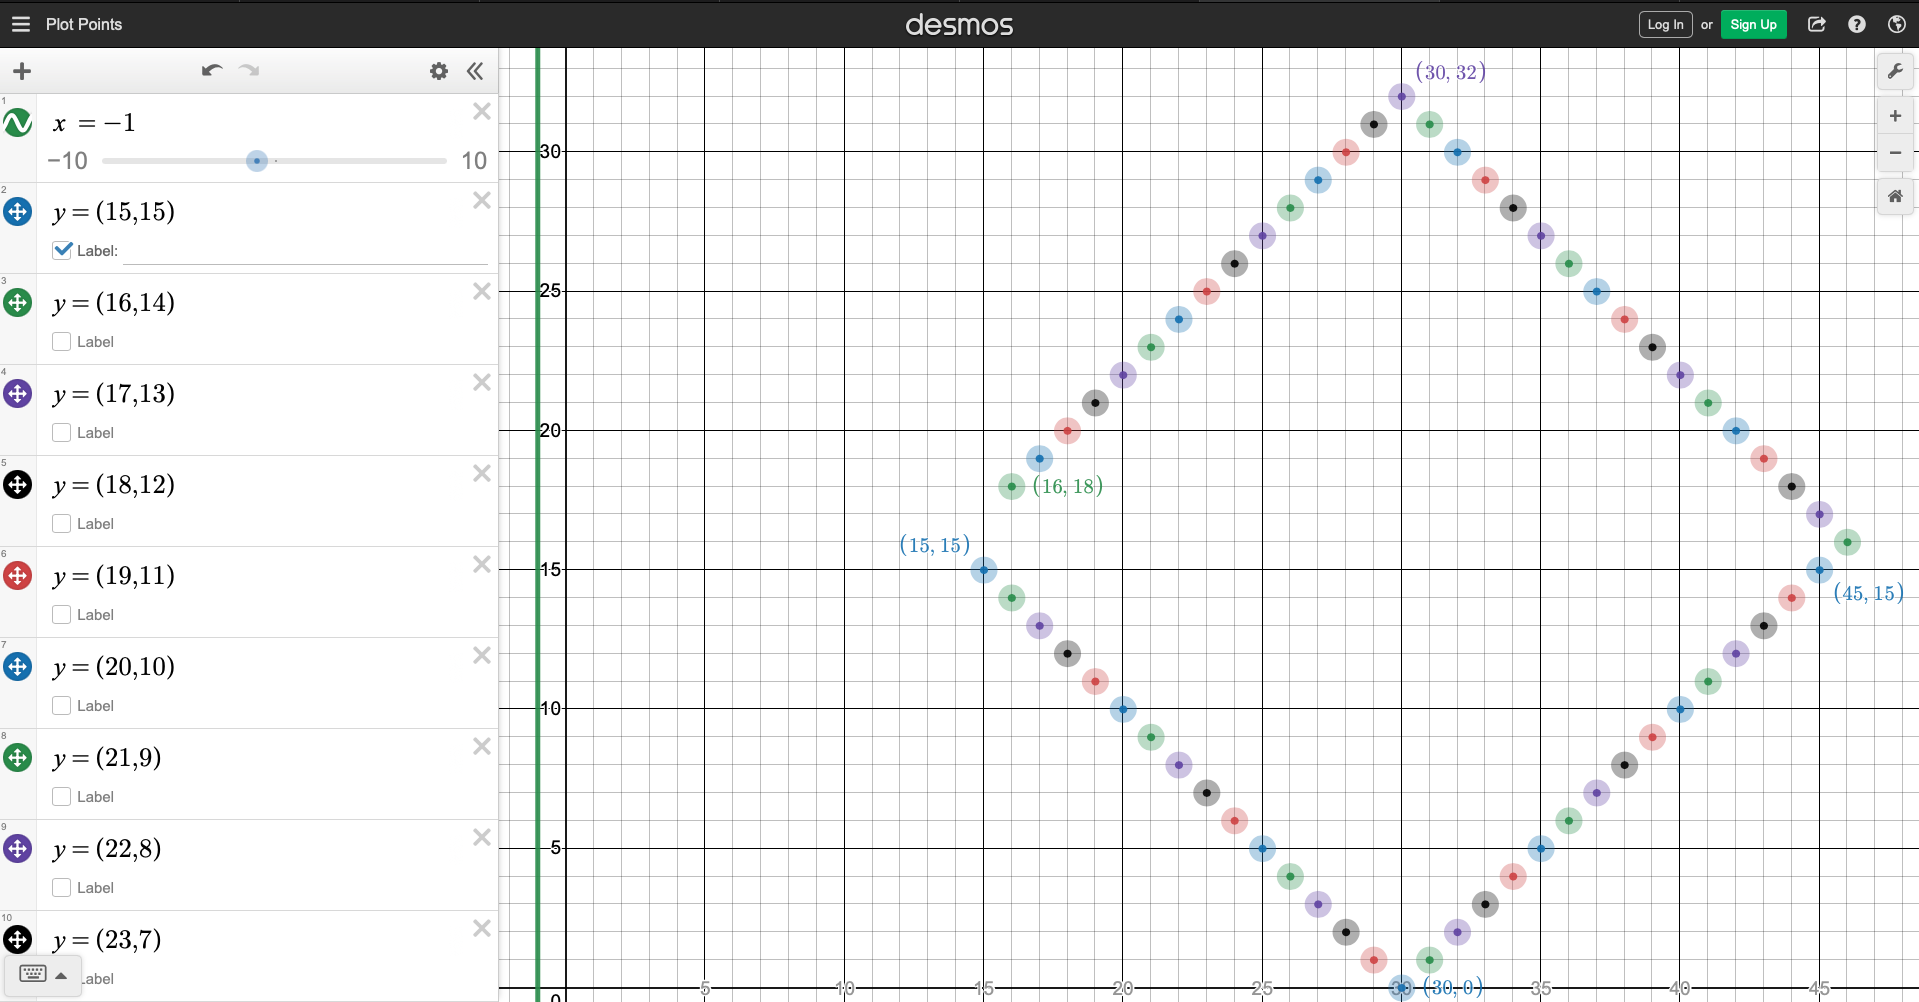 Plot Points
desmos
Log In or Sign Up
1
x = −1
−10 10
2
y = (15,15)
Label:
3
y = (16,14)
Label
4
y = (17,13)
Label
5
y = (18,12)
Label
6
y = (19,11)
Label
7
y = (20,10)
Label
8
y = (21,9)
Label
9
y = (22,8)
Label
10
y = (23,7)
Label
(30, 32)
30
25
20
(16, 18)
(15, 15)
15
(45, 15)
10
5
0 5 10 15 20 25 30 (30, 0) 35 40 45